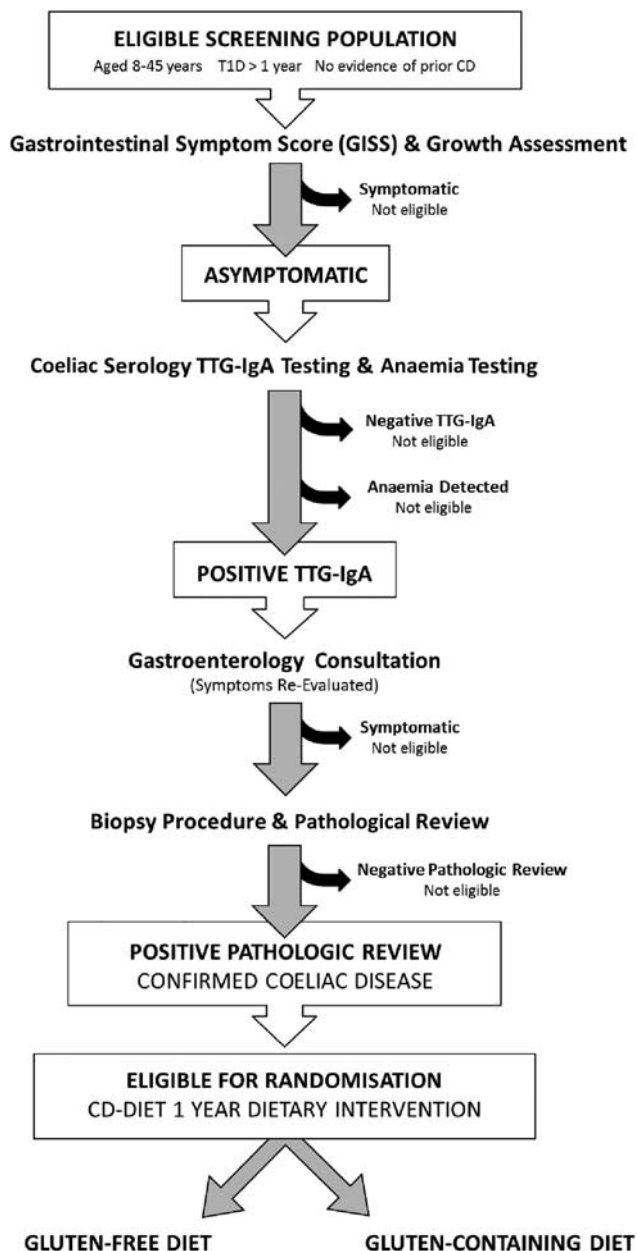 ELIGIBLE SCREENING POPULATION
Aged 8-45 years T1D > 1 year No evidence of prior CD
Gastrointestinal Symptom Score (GISS) & Growth Assessment
Symptomatic
Not eligible
ASYMPTOMATIC
Coeliac Serology TTG-IgA Testing & Anaemia Testing
Negative TTG-IgA
Not eligible
Anaemia Detected
Not eligible
POSITIVE TTG-IgA
Gastroenterology Consultation
(Symptoms Re-Evaluated)
Symptomatic
Not eligible
Biopsy Procedure & Pathological Review
Negative Pathologic Review
Not eligible
POSITIVE PATHOLOGIC REVIEW
CONFIRMED COELIAC DISEASE
ELIGIBLE FOR RANDOMISATION
CD-DIET 1 YEAR DIETARY INTERVENTION
GLUTEN-FREE DIET GLUTEN-CONTAINING DIET